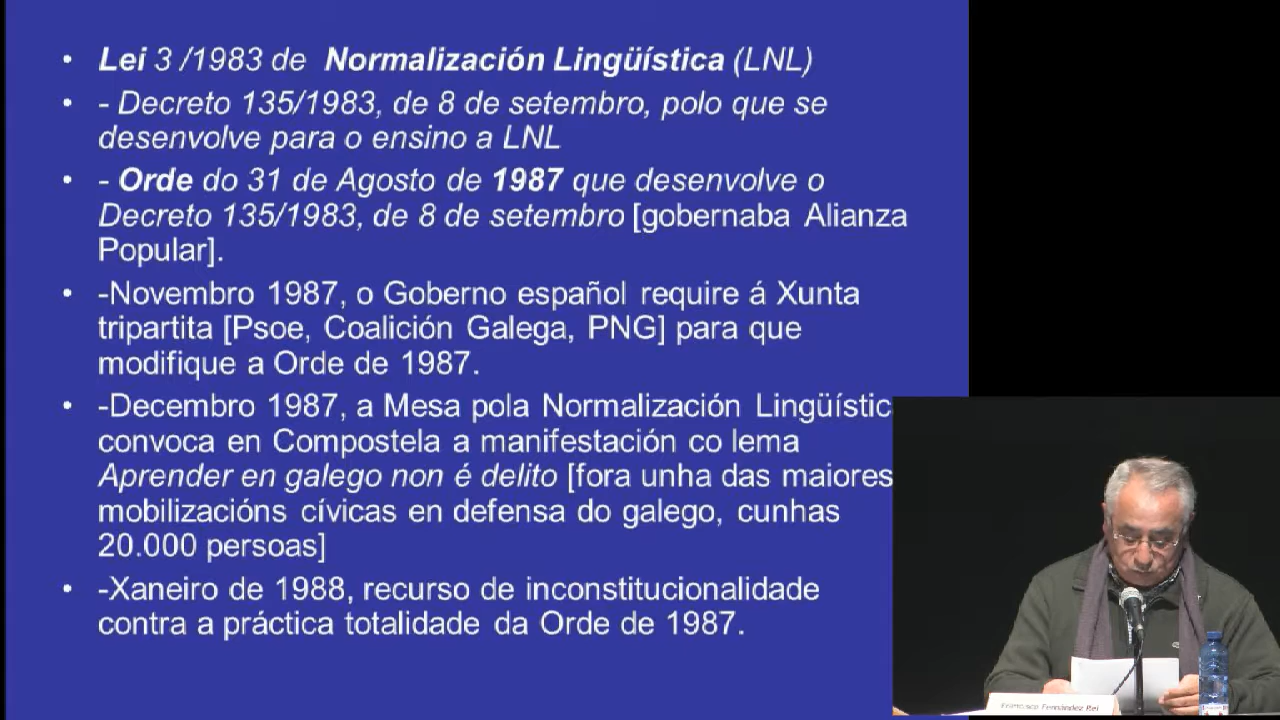 • Lei 3 /1983 de Normalización Lingüística (LNL)
• - Decreto 135/1983, de 8 de setembro, polo que se
desenvolve para o ensino a LNL
• - Orde do 31 de Agosto de 1987 que desenvolve o
Decreto 135/1983, de 8 de setembro [gobernaba Alianza
Popular].
• -Novembro 1987, o Goberno español require á Xunta
tripartita [Psoe, Coalición Galega, PNG] para que
modifique a Orde de 1987.
• -Decembro 1987, a Mesa pola Normalización Lingüístic
convoca en Compostela a manifestación co lema
Aprender en galego non é delito [fora unha das maiores
mobilizacións cívicas en defensa do galego, cunhas
20.000 persoas]
• -Xaneiro de 1988, recurso de inconstitucionalidade
contra a práctica totalidade da Orde de 1987.
Francisco Fernández Rei